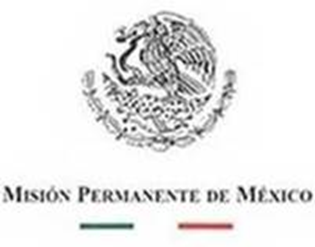 MISIÓN PERMANENTE DE MÉXICO